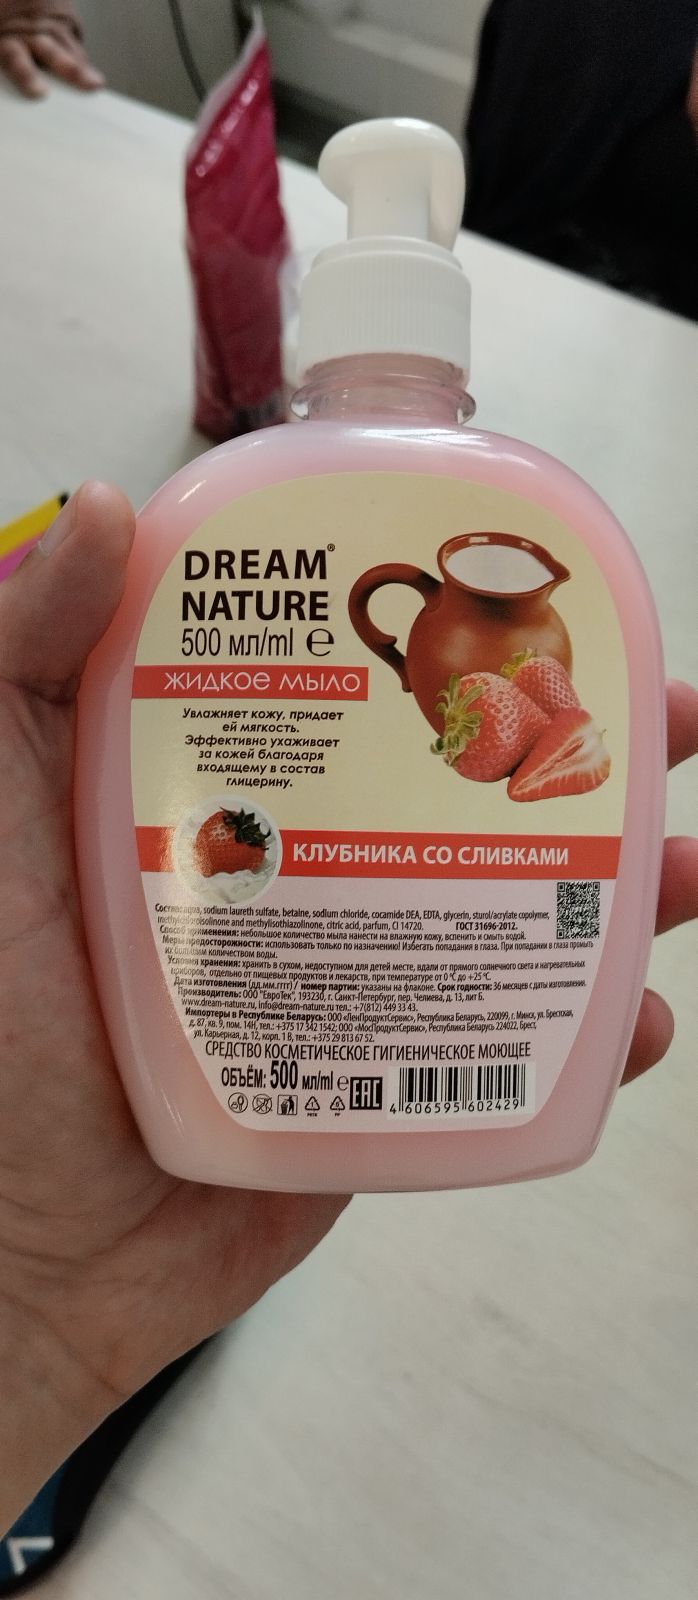 DREAM®
NATURE
500 мл/ml ℮
ЖИДКОЕ МЫЛО
Увлажняет кожу, придает
ей мягкость.
Эффективно ухаживает
за кожей благодаря
входящему в состав
глицерину.
КЛУБНИКА СО СЛИВКАМИ
Состав: aqua, sodium laureth sulfate, betaine, sodium chloride, cocamide DEA, EDTA, glycerin, sturol/acrylate copolymer,
methylchloroisolinone and methylisothiazolinone, citric acid, parfum, CI 14720. ГОСТ 31696-2012.
Способ применения: небольшое количество мыла нанести на влажную кожу, вспенить и смыть водой.
Меры предосторожности: использовать только по назначению! Избегать попадания в глаза. При попадании в глаза промыть
их большим количеством воды.
Условия хранения: хранить в сухом, недоступном для детей месте, вдали от прямого солнечного света и нагревательных
приборов, отдельно от пищевых продуктов и лекарств, при температуре от 0 °С до +25 °С.
Дата изготовления (дд.мм.гггг) / номер партии: указаны на флаконе. Срок годности: 36 месяцев с даты изготовления.
Производитель: ООО "ЕвроТек", 193230, г. Санкт-Петербург, пер. Челиева, д. 13, лит Б.
www.dream-nature.ru, info@dream-nature.ru тел.: +7(812) 449 33 43.
Импортеры в Республике Беларусь: ООО «ЛенПродуктСервис», Республика Беларусь, 220099, г. Минск, ул. Брестская,
д. 87, кв. 9, пом. 14Н, тел.: +375 17 342 1542; ООО «МосПродуктСервис», Республика Беларусь 224022, Брест,
ул. Карьерная, д. 12, корп. 1 В, тел.: +375 29 813 67 52.
СРЕДСТВО КОСМЕТИЧЕСКОЕ ГИГИЕНИЧЕСКОЕ МОЮЩЕЕ
ОБЪЁМ: 500 мл/ml ℮ EAC
4 606595 602429